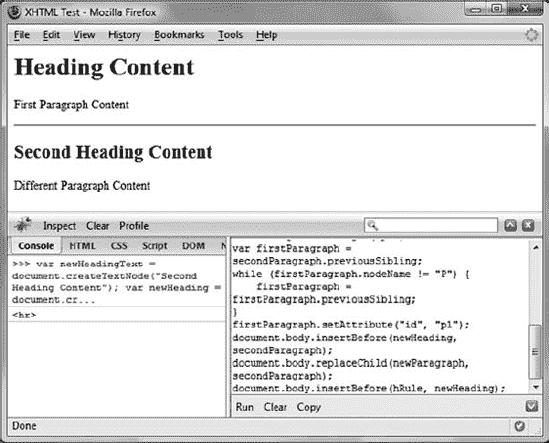 XHTML Test - Mozilla Firefox
File Edit View History Bookmarks Tools Help
Heading Content
First Paragraph Content
Second Heading Content
Different Paragraph Content
Inspect Clear Profile
Console HTML CSS Script DOM N
>>> var newHeadingText =
document.createTextNode("Second
Heading Content"); var newHeading =
document.cr...
<hr>
var firstParagraph =
secondParagraph.previousSibling;
while (firstParagraph.nodeName != "P") {
firstParagraph =
firstParagraph.previousSibling;
}
firstParagraph.setAttribute("id", "p1");
document.body.insertBefore(newHeading,
secondParagraph);
document.body.replaceChild(newParagraph,
secondParagraph);
document.body.insertBefore(hRule, newHeading);
Run Clear Copy
Done